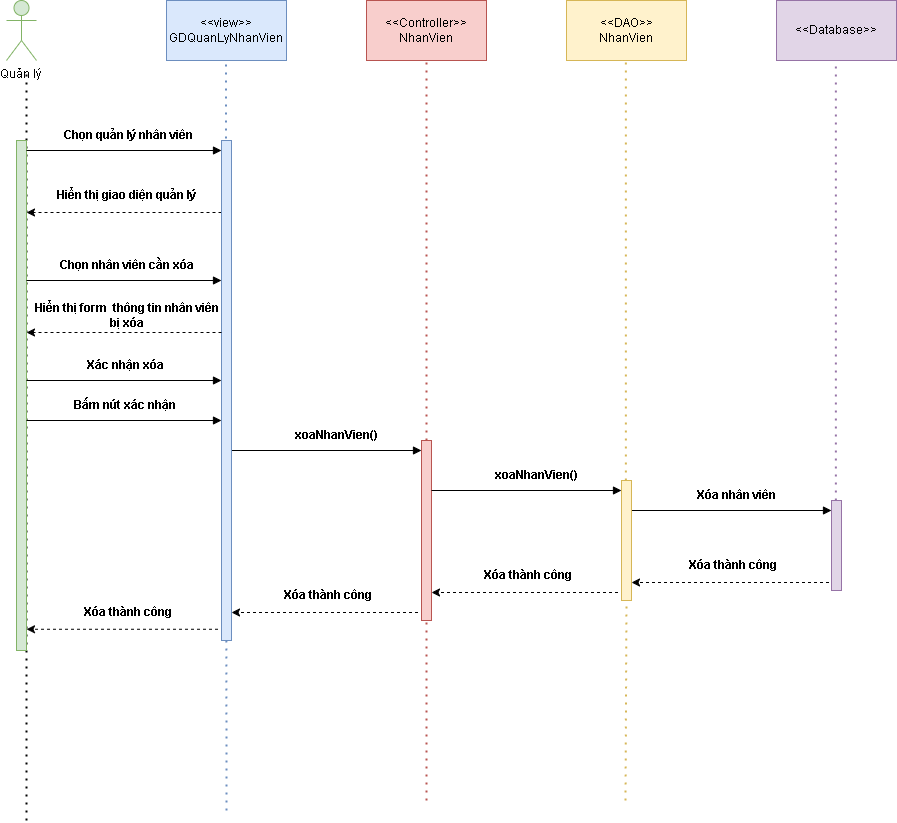 <<view>>
GDQuanLyNhanVien
<<Controller>>
NhanVien
<<DAO>>
NhanVien
<<Database>>
Quản lý
Chọn quản lý nhân viên
Hiển thị giao diện quản lý
Chọn nhân viên cần xóa
Hiển thị form thông tin nhân viên
bị xóa
Xác nhận xóa
Bấm nút xác nhận
xoaNhanVien()
xoaNhanVien()
Xóa nhân viên
Xóa thành công
Xóa thành công
Xóa thành công
Xóa thành công